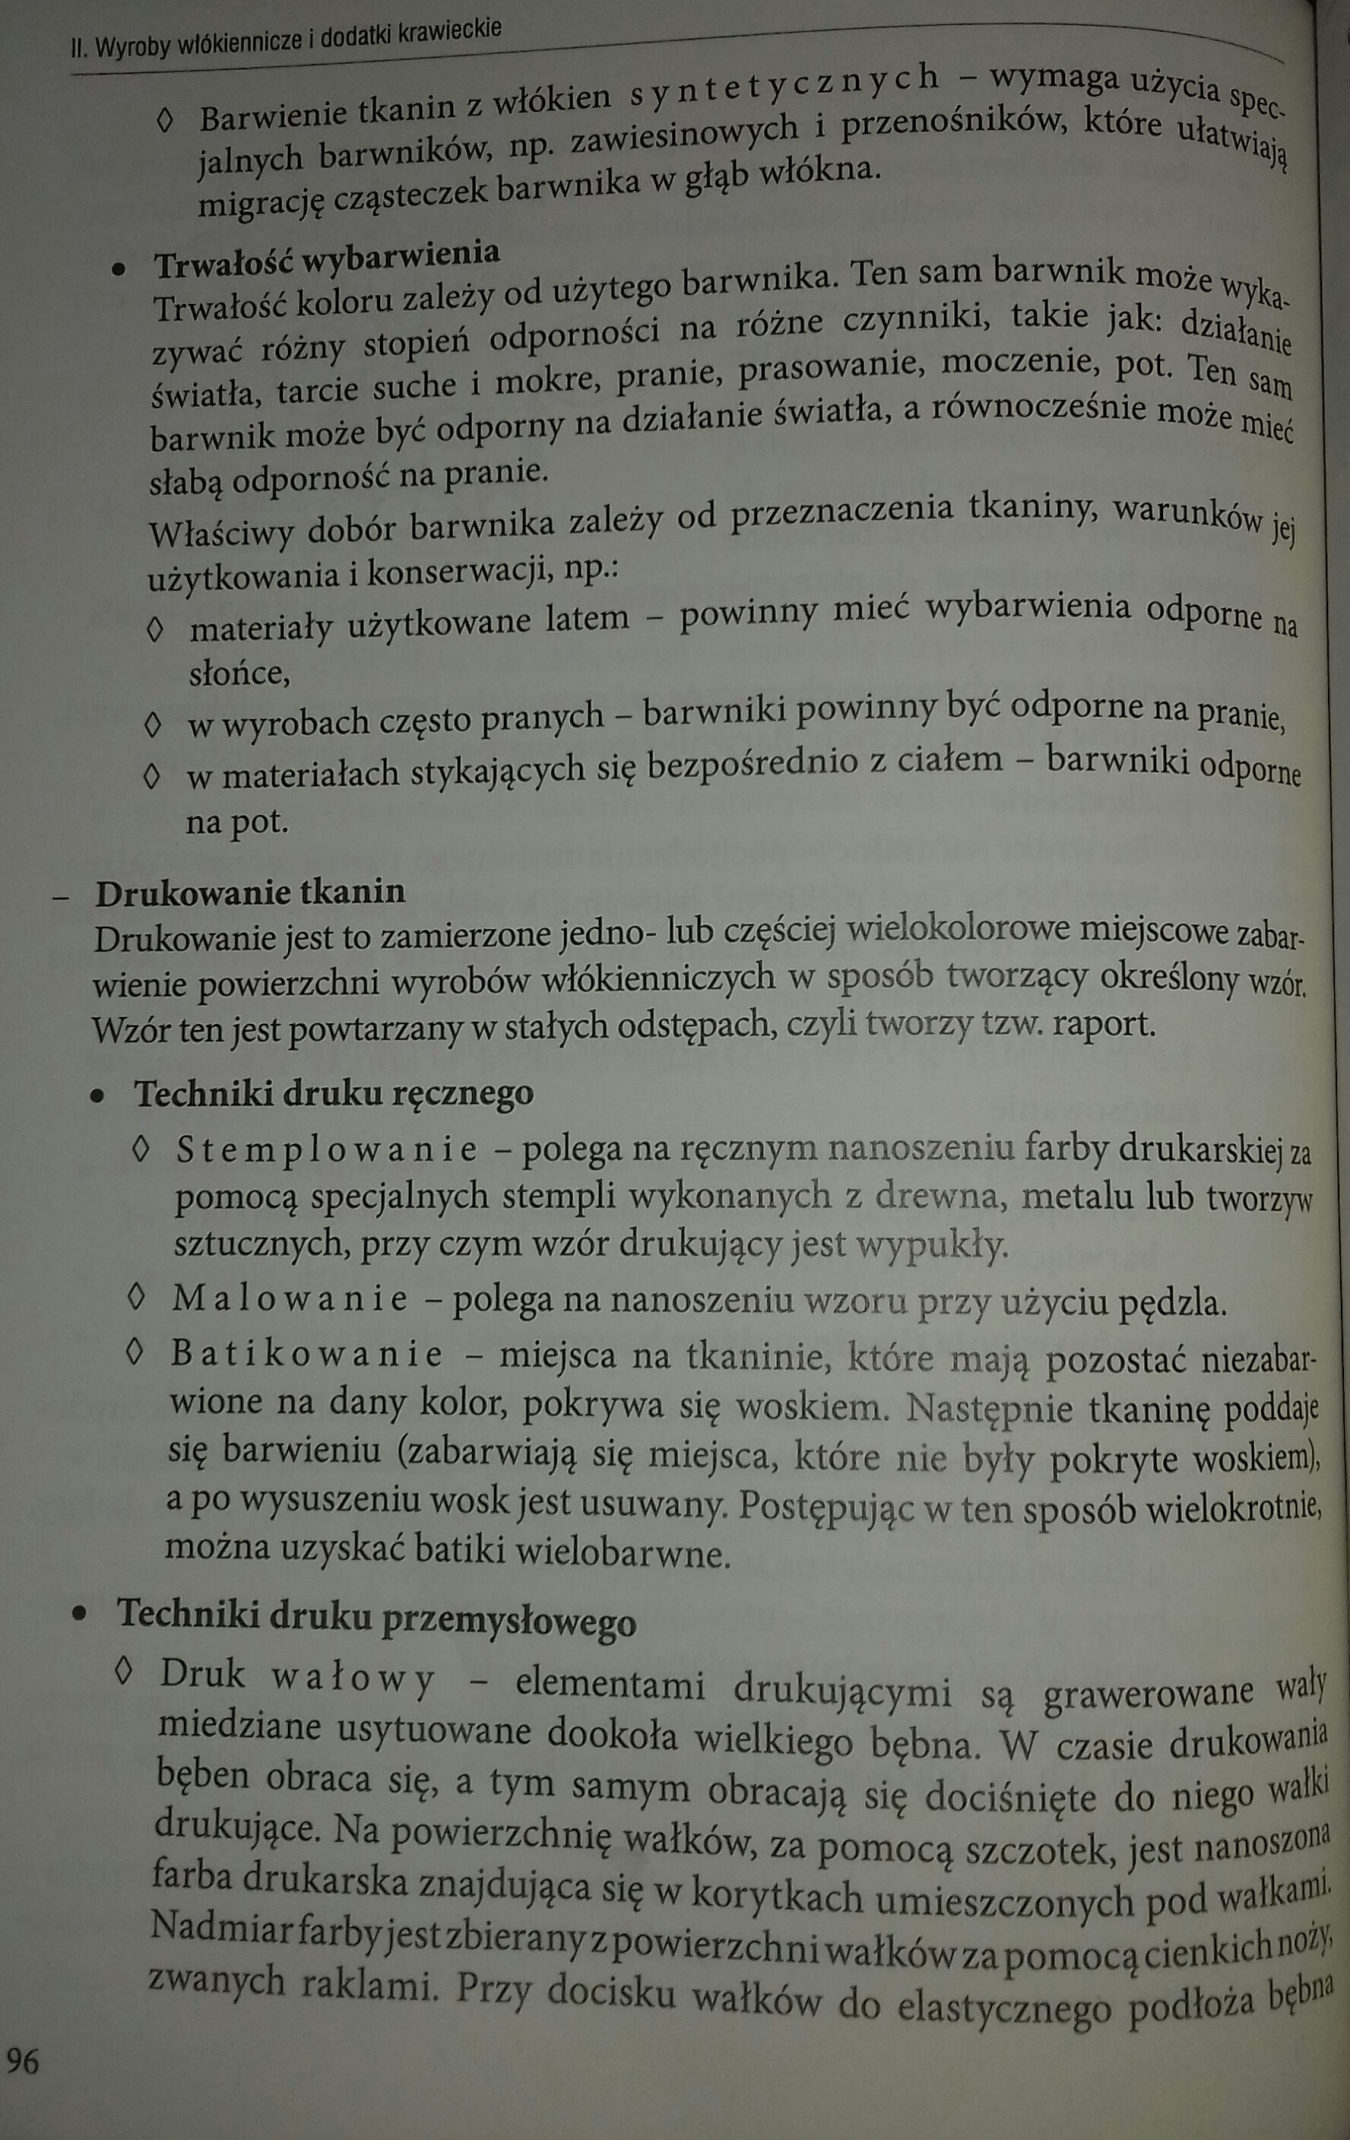 II. Wyroby włókiennicze i dodatki krawieckie
◊ Barwienie tkanin z włókien syntetycznych – wymaga użycia spec-
jalnych barwników, np. zawiesinowych i przenośników, które ułatwiają
migrację cząsteczek barwnika w głąb włókna.
• Trwałość wybarwienia
Trwałość koloru zależy od użytego barwnika. Ten sam barwnik może wyka-
zywać różny stopień odporności na różne czynniki, takie jak: działanie
światła, tarcie suche i mokre, pranie, prasowanie, moczenie, pot. Ten sam
barwnik może być odporny na działanie światła, a równocześnie może mieć
słabą odporność na pranie.
Właściwy dobór barwnika zależy od przeznaczenia tkaniny, warunków jej
użytkowania i konserwacji, np.:
◊ materiały użytkowane latem – powinny mieć wybarwienia odporne na
słońce,
◊ w wyrobach często pranych – barwniki powinny być odporne na pranie,
◊ w materiałach stykających się bezpośrednio z ciałem – barwniki odporne
na pot.
– Drukowanie tkanin
Drukowanie jest to zamierzone jedno- lub częściej wielokolorowe miejscowe zabar-
wienie powierzchni wyrobów włókienniczych w sposób tworzący określony wzór.
Wzór ten jest powtarzany w stałych odstępach, czyli tworzy tzw. raport.
• Techniki druku ręcznego
◊ Stemplowanie – polega na ręcznym nanoszeniu farby drukarskiej za
pomocą specjalnych stempli wykonanych z drewna, metalu lub tworzyw
sztucznych, przy czym wzór drukujący jest wypukły.
◊ Malowanie – polega na nanoszeniu wzoru przy użyciu pędzla.
◊ Batikowanie – miejsca na tkaninie, które mają pozostać niezabar-
wione na dany kolor, pokrywa się woskiem. Następnie tkaninę poddaje
się barwieniu (zabarwiają się miejsca, które nie były pokryte woskiem),
a po wysuszeniu wosk jest usuwany. Postępując w ten sposób wielokrotnie,
można uzyskać batiki wielobarwne.
• Techniki druku przemysłowego
◊ Druk wałowy – elementami drukującymi są grawerowane wały
miedziane usytuowane dookoła wielkiego bębna. W czasie drukowania
bęben obraca się, a tym samym obracają się dociśnięte do niego wałki
drukujące. Na powierzchnię wałków, za pomocą szczotek, jest nanoszona
farba drukarska znajdująca się w korytkach umieszczonych pod wałkami.
Nadmiar farby jest zbierany z powierzchni wałków za pomocą cienkich noży,
zwanych raklami. Przy docisku wałków do elastycznego podłoża bębna
96